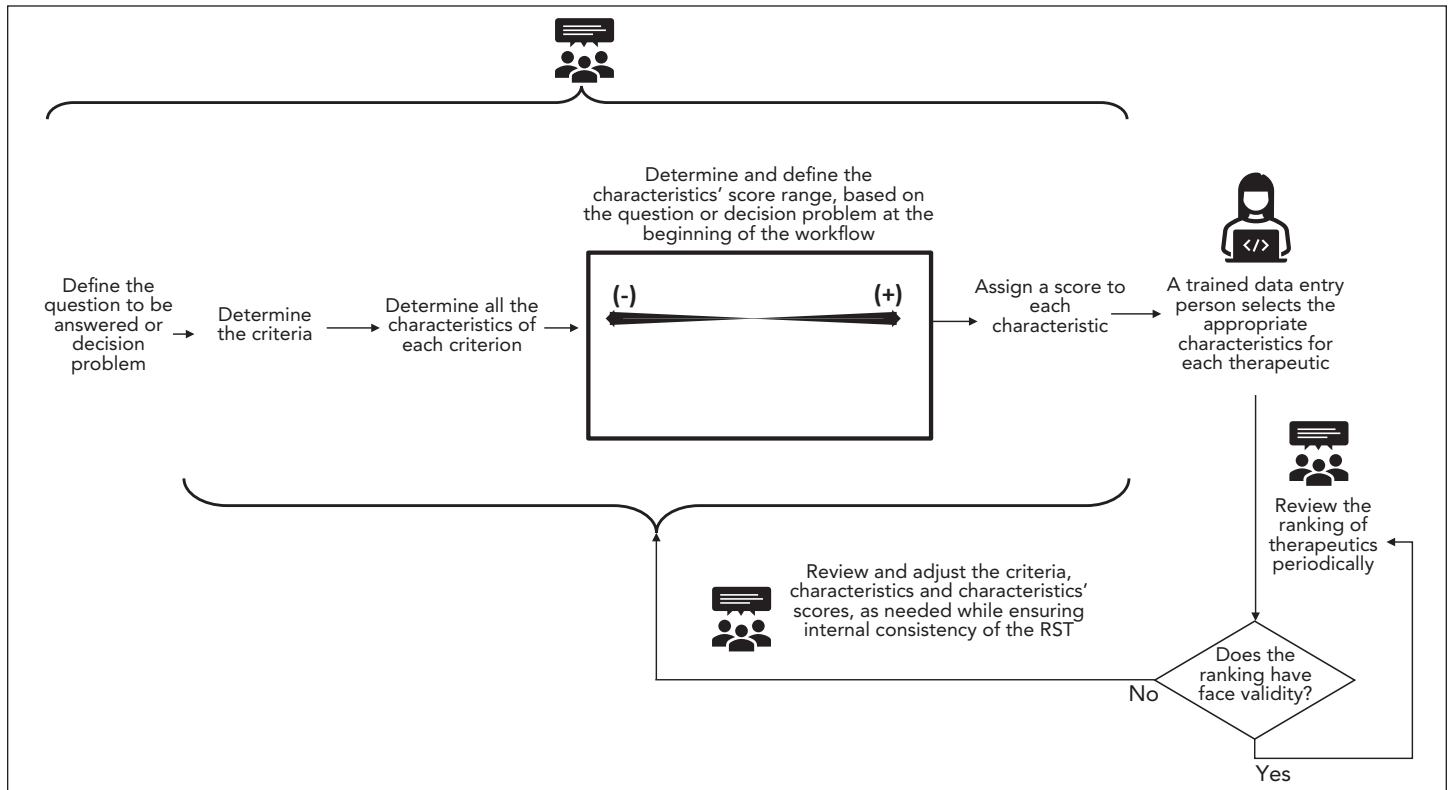 Define the
question to be
answered or
decision
problem
Determine
the criteria
Determine all the
characteristics of
each criterion
Determine and define the
characteristics’ score range, based on
the question or decision problem at the
beginning of the workflow
(-)
(+)
Assign a score to
each
characteristic
</>
A trained data entry
person selects the
appropriate
characteristics for
each therapeutic
Review the
ranking of
therapeutics
periodically
Does the
ranking have
face validity?
No
Yes
Review and adjust the criteria,
characteristics and characteristics’
scores, as needed while ensuring
internal consistency of the RST